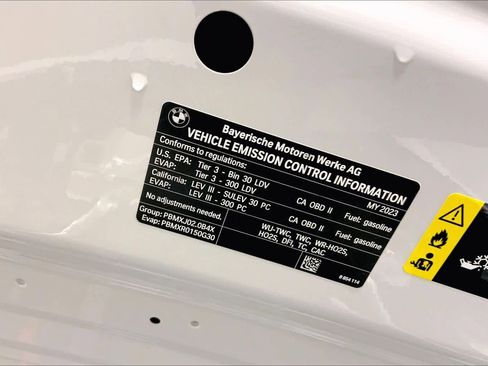 BMW
Bayerische Motoren Werke AG
VEHICLE EMISSION CONTROL INFORMATION
Conforms to regulations: MY 2023
U.S. EPA: Tier 3 - Bin 30 LDV CA OBD II Fuel: gasoline
EVAP: Tier 3 - 300 LDV
California: LEV III - SULEV 30 PC CA OBD II Fuel: gasoline
EVAP: LEV III - 300 PC
No adjustments needed. WU-TWC, TWC, WR-HO2S,
HO2S, DFI, TC, CAC
Group: PBMXJ02.0B4X
Evap: PBMXR0150G30